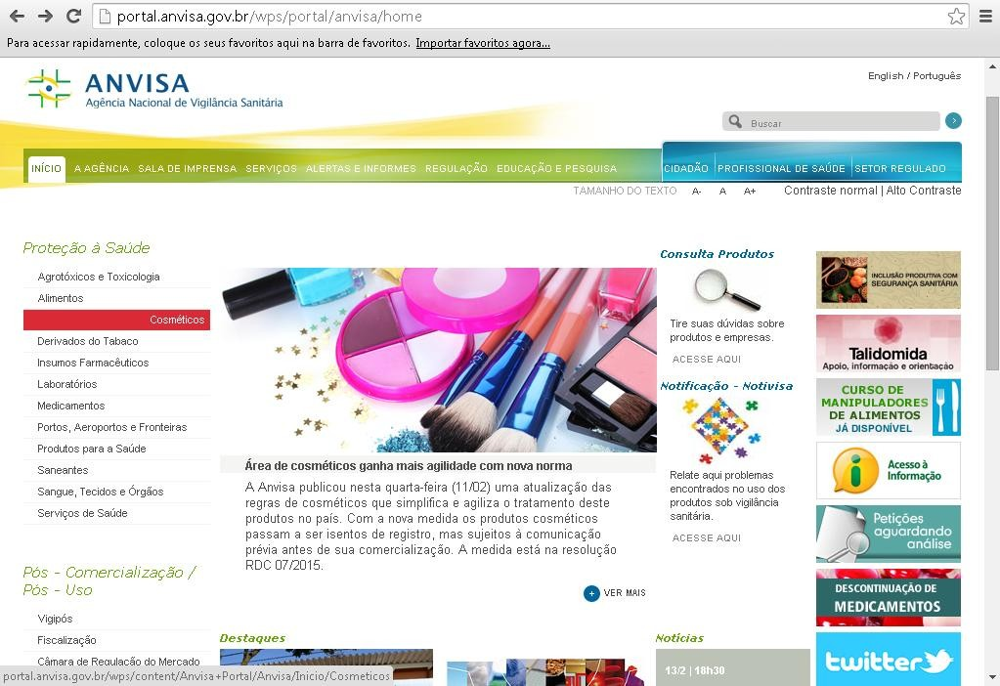 portal.anvisa.gov.br/wps/portal/anvisa/home
Para acessar rapidamente, coloque os seus favoritos aqui na barra de favoritos. Importar favoritos agora...
ANVISA
Agência Nacional de Vigilância Sanitária
English / Português
Buscar
INÍCIO A AGÊNCIA SALA DE IMPRENSA SERVIÇOS ALERTAS E INFORMES REGULAÇÃO EDUCAÇÃO E PESQUISA CIDADÃO PROFISSIONAL DE SAÚDE SETOR REGULADO
TAMANHO DO TEXTO A- A A+ Contraste normal | Alto Contraste
Proteção à Saúde
Agrotóxicos e Toxicologia
Alimentos
Cosméticos
Derivados do Tabaco
Insumos Farmacêuticos
Laboratórios
Medicamentos
Portos, Aeroportos e Fronteiras
Produtos para a Saúde
Saneantes
Sangue, Tecidos e Órgãos
Serviços de Saúde
Pós - Comercialização /
Pós - Uso
Vigipós
Fiscalização
Câmara de Regulação do Mercado
portal.anvisa.gov.br/wps/content/Anvisa+Portal/Anvisa/Inicio/Cosmeticos
Área de cosméticos ganha mais agilidade com nova norma
A Anvisa publicou nesta quarta-feira (11/02) uma atualização das
regras de cosméticos que simplifica e agiliza o tratamento deste
produtos no país. Com a nova medida os produtos cosméticos
passam a ser isentos de registro, mas sujeitos à comunicação
prévia antes de sua comercialização. A medida está na resolução
RDC 07/2015.
+ VER MAIS
Destaques
Consulta Produtos
Tire suas dúvidas sobre
produtos e empresas.
ACESSE AQUI
Notificação - Notivisa
Relate aqui problemas
encontrados no uso dos
produtos sob vigilância
sanitária.
ACESSE AQUI
Notícias
13/2 | 18h30
INCLUSÃO PRODUTIVA COM
SEGURANÇA SANITÁRIA
Talidomida
Apoio, informação e orientação
CURSO DE
MANIPULADORES
DE ALIMENTOS
JÁ DISPONÍVEL
i Acesso à
Informação
Petições
aguardando
análise
DESCONTINUAÇÃO DE
MEDICAMENTOS
twitter